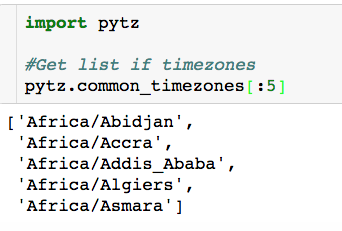 import pytz
#Get list if timezones
pytz.common_timezones[:5]
['Africa/Abidjan',
'Africa/Accra',
'Africa/Addis_Ababa',
'Africa/Algiers',
'Africa/Asmara']